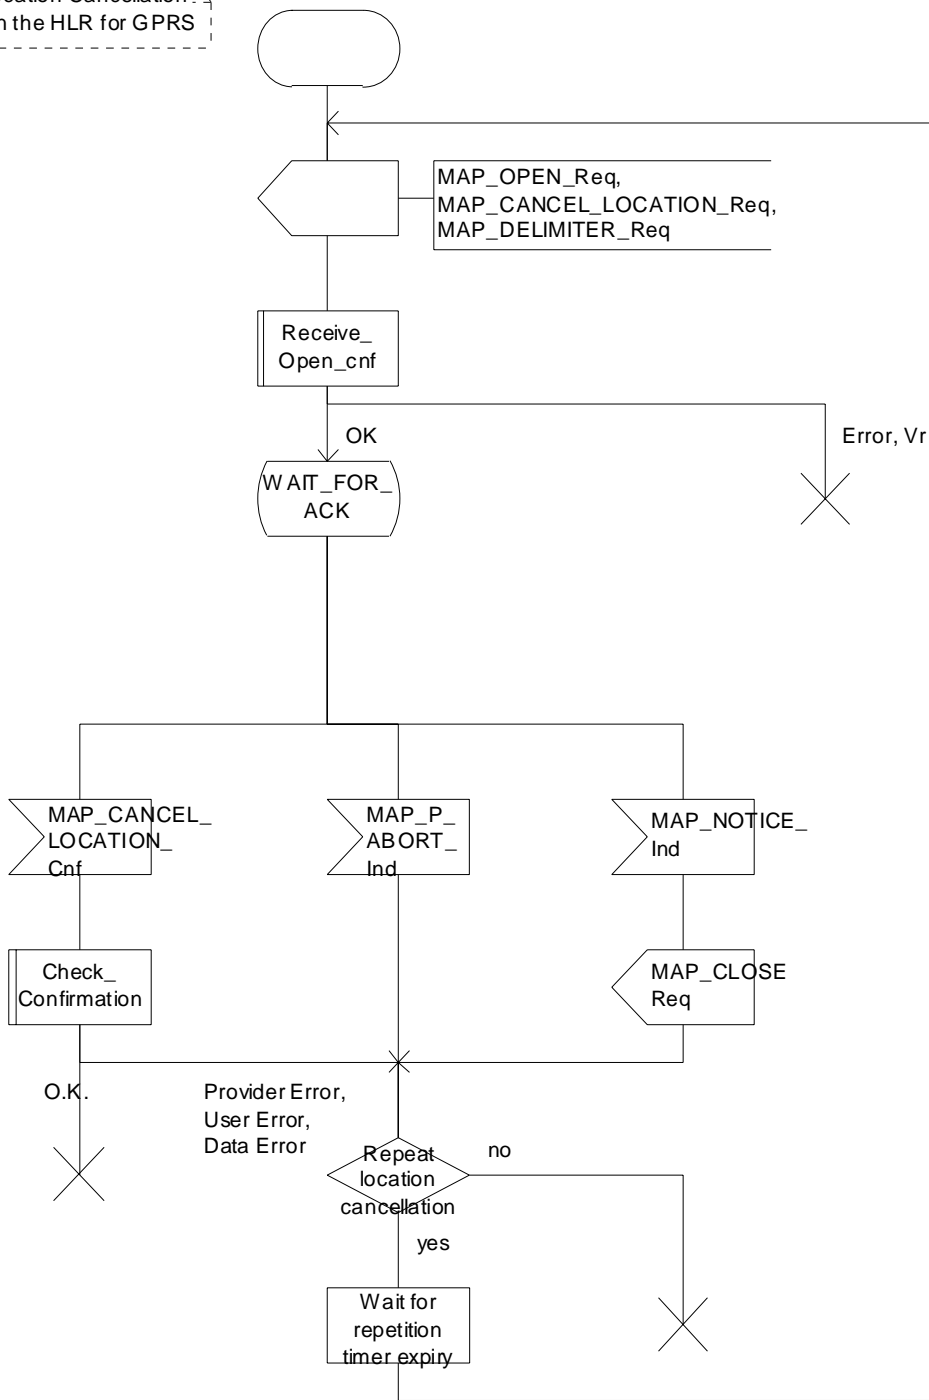 n the HLR for GPRS
MAP_OPEN_Req,
MAP_CANCEL_LOCATION_Req,
MAP_DELIMITER_Req
Receive_
Open_cnf
OK
Error, Vr
WAIT_FOR_
ACK
MAP_CANCEL_
LOCATION_
Cnf
MAP_P_
ABORT_
Ind
MAP_NOTICE_
Ind
Check_
Confirmation
MAP_CLOSE
Req
O.K.
Provider Error,
User Error,
Data Error
Repeat
location
cancellation
no
yes
Wait for
repetition
timer expiry